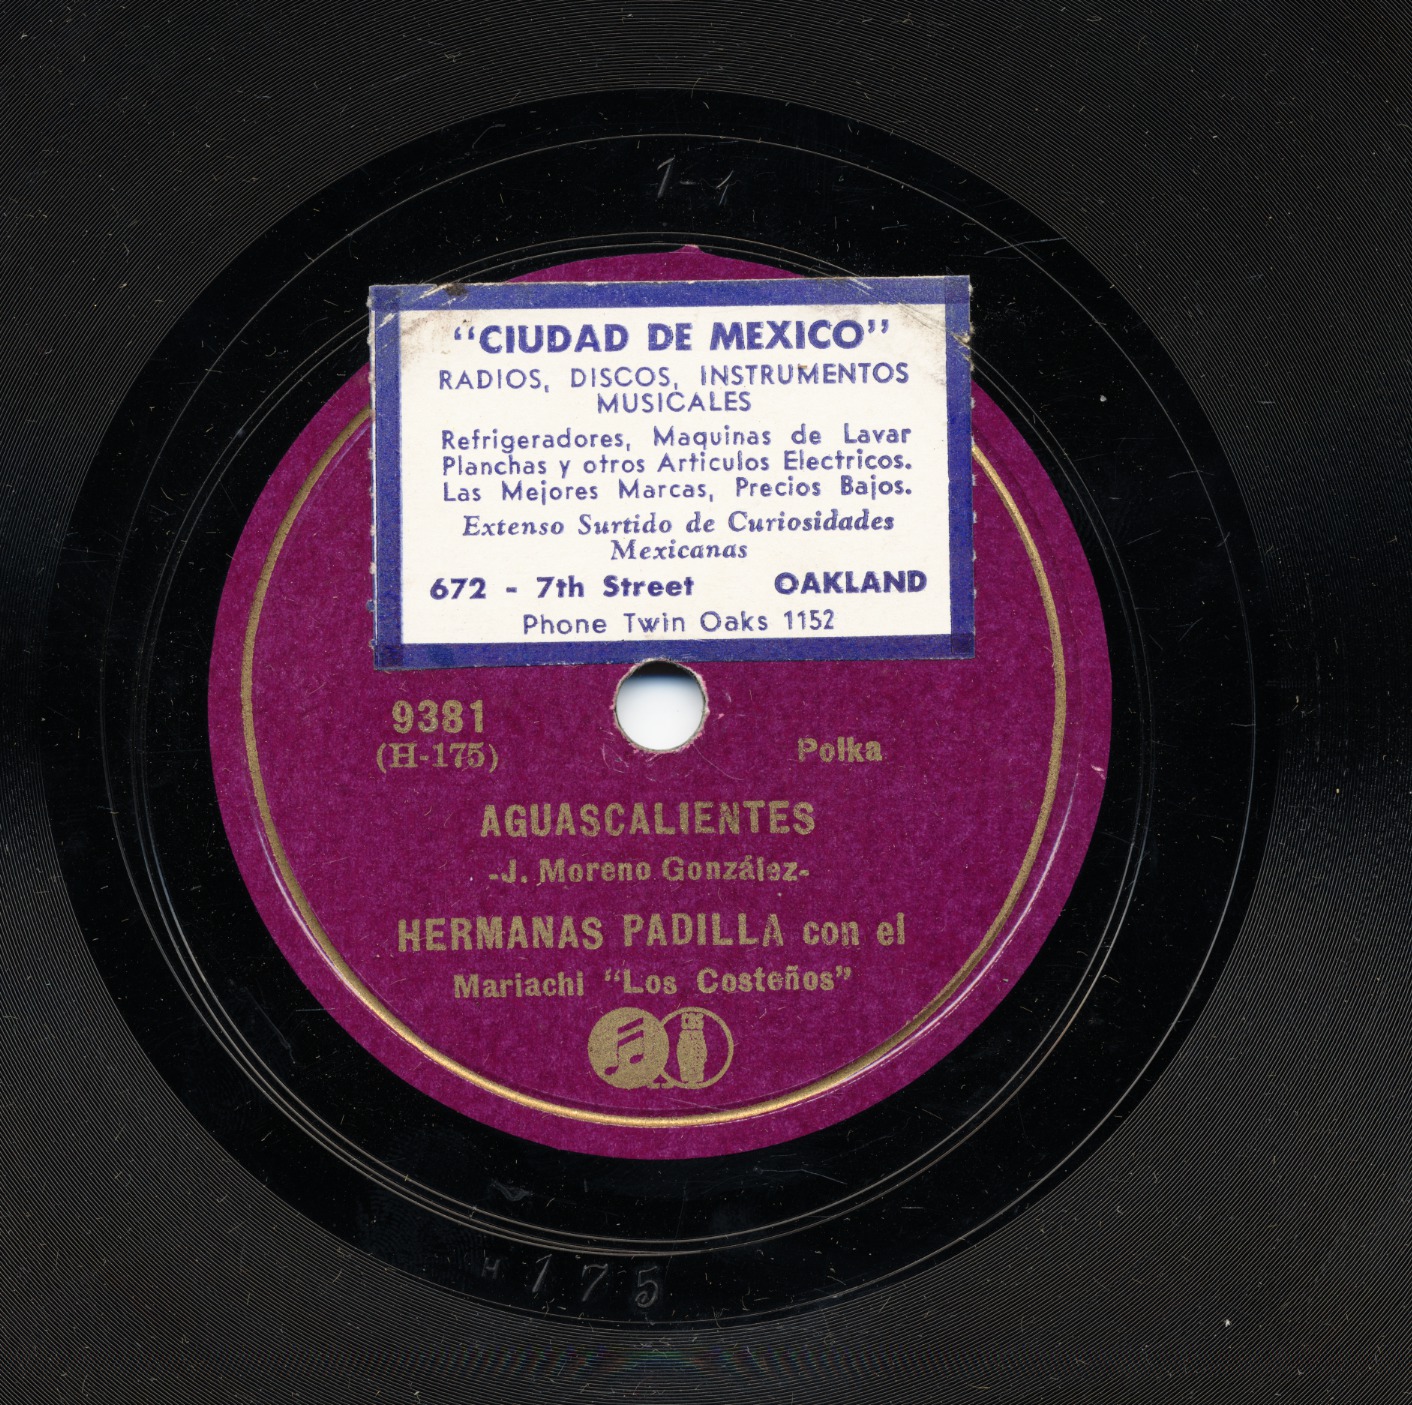 1-1
“CIUDAD DE MEXICO”
RADIOS, DISCOS, INSTRUMENTOS
MUSICALES
Refrigeradores, Maquinas de Lavar
Planchas y otros Articulos Electricos.
Las Mejores Marcas, Precios Bajos.
Extenso Surtido de Curiosidades
Mexicanas
672 - 7th Street OAKLAND
Phone Twin Oaks 1152
9381
(H-175) Polka
AGUASCALIENTES
-J. Moreno González-
HERMANAS PADILLA con el
Mariachi “Los Costeños”
CBS
H 175